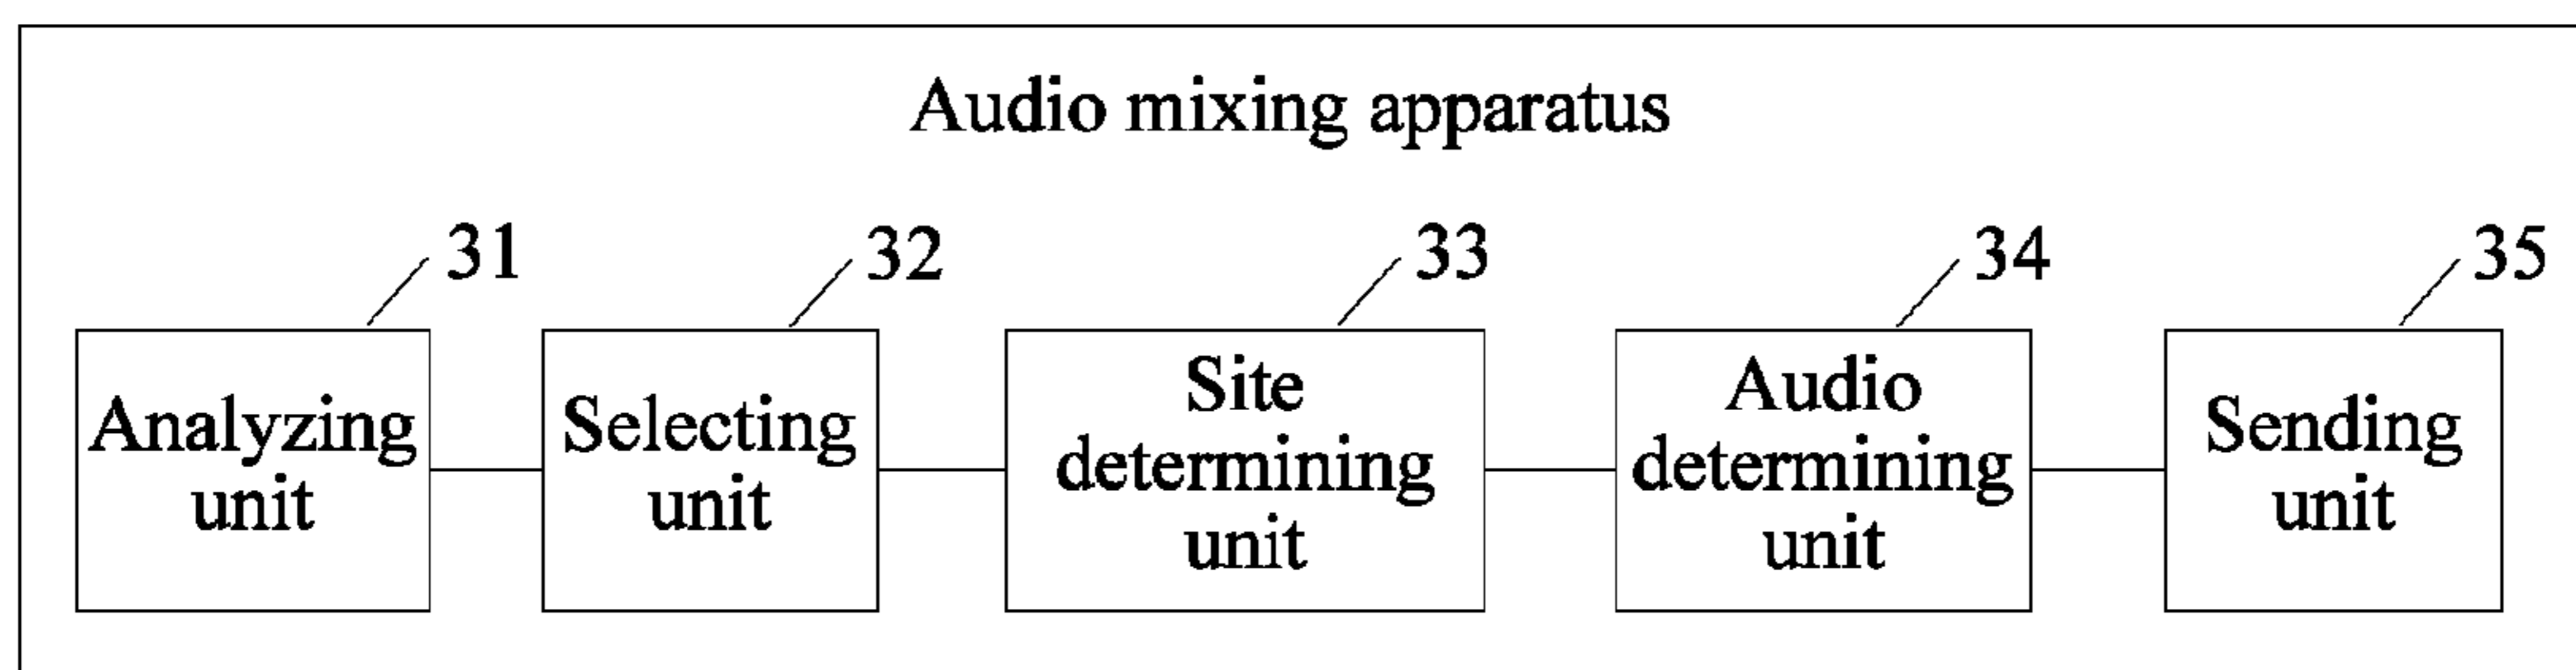 Audio mixing apparatus
31
32
33
34
35
Analyzing
unit
Selecting
unit
Site
determining
unit
Audio
determining
unit
Sending
unit